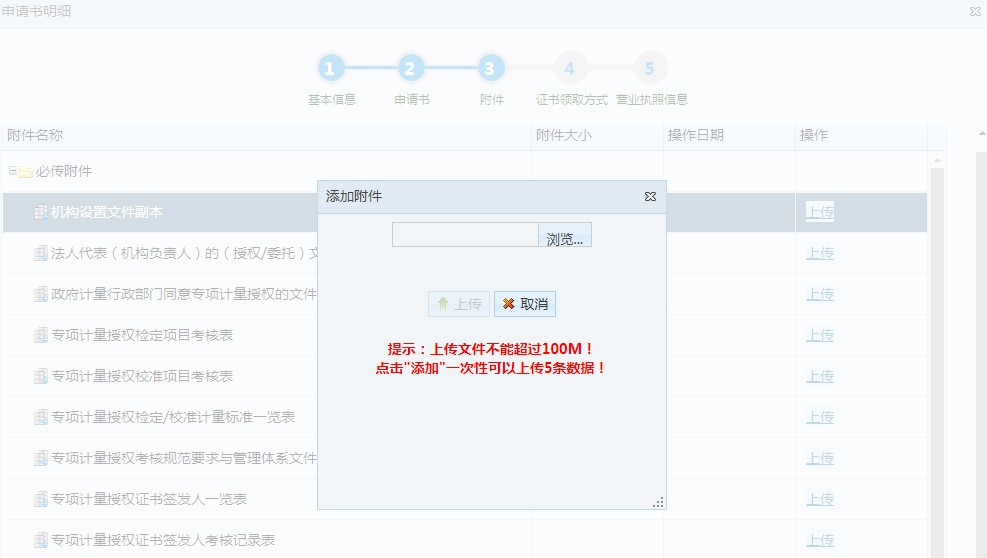 申请书明细
1 2 3 4 5
基本信息 申请书 附件 证书领取方式 营业执照信息
附件名称 附件大小 操作日期 操作
必传附件
添加附件
机构设置文件副本 上传
浏览...
法人代表（机构负责人）的（授权/委托）文 上传
政府计量行政部门同意专项计量授权的文件 上传
上传 取消
专项计量授权检定项目考核表 上传
提示：上传文件不能超过100M！
点击"添加"一次性可以上传5条数据！
专项计量授权校准项目考核表 上传
专项计量授权检定/校准计量标准一览表 上传
专项计量授权考核规范要求与管理体系文件 上传
专项计量授权证书签发人一览表 上传
专项计量授权证书签发人考核记录表 上传